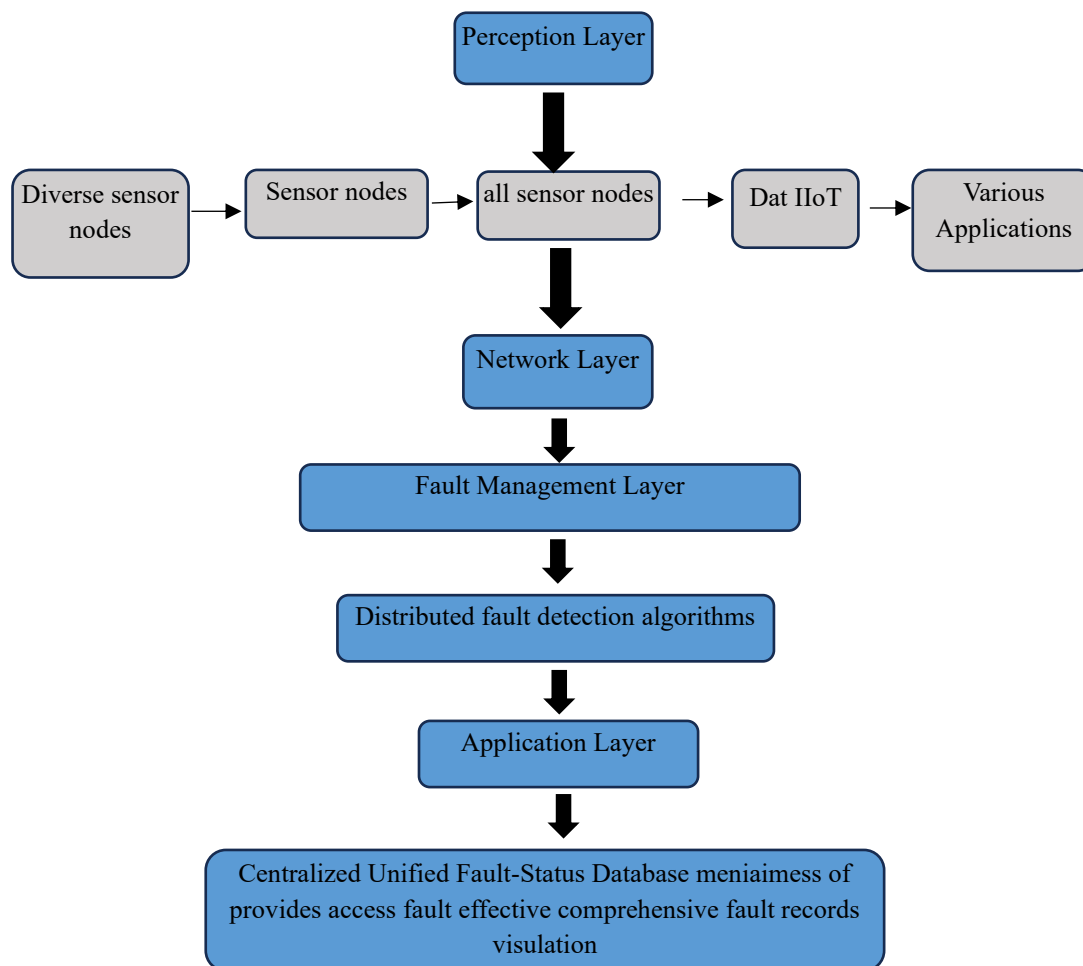 Perception Layer
Diverse sensor
nodes
Sensor nodes
all sensor nodes
Dat IIoT
Various
Applications
Network Layer
Fault Management Layer
Distributed fault detection algorithms
Application Layer
Centralized Unified Fault-Status Database meniaimess of
provides access fault effective comprehensive fault records
visulation